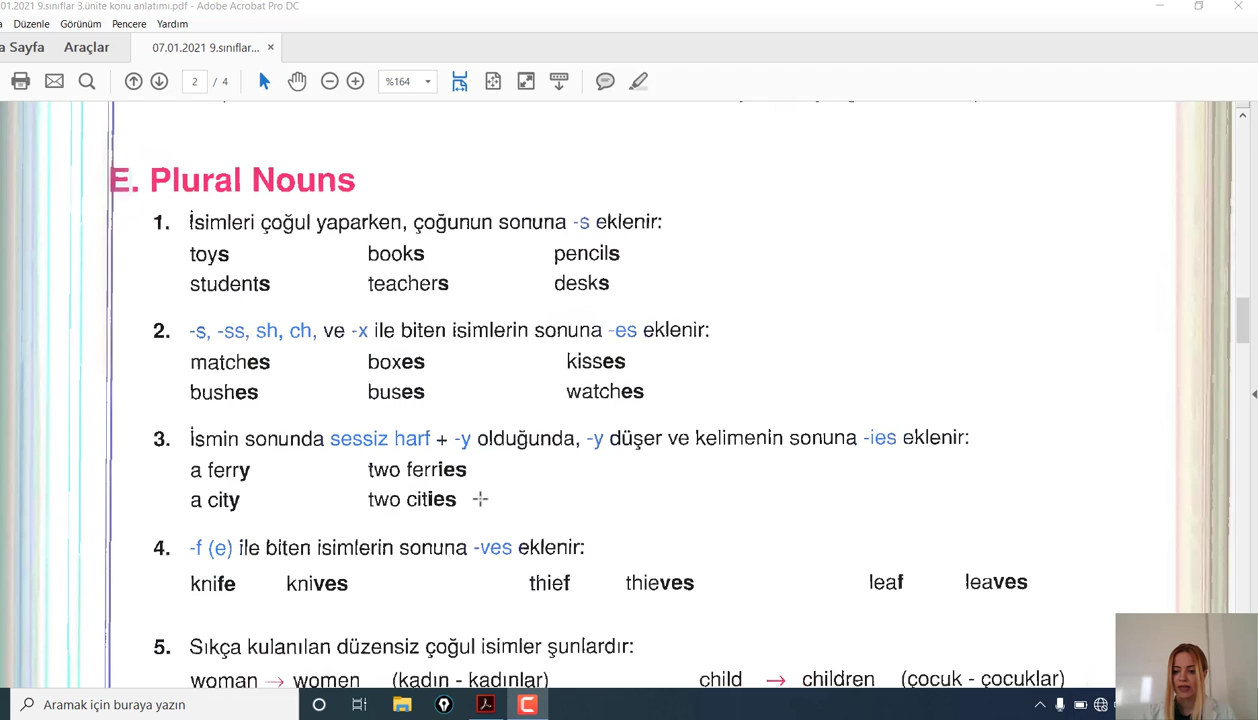 .01.2021 9.sınıflar 3.ünite konu anlatımı.pdf - Adobe Acrobat Pro DC
a Düzenle Görünüm Pencere Yardım
a Sayfa Araçlar 07.01.2021 9.sınıflar... ×
2 / 4 %164
E. Plural Nouns
1. İsimleri çoğul yaparken, çoğunun sonuna -s eklenir:
toys books pencils
students teachers desks
2. -s, -ss, sh, ch, ve -x ile biten isimlerin sonuna -es eklenir:
matches boxes kisses
bushes buses watches
3. İsmin sonunda sessiz harf + -y olduğunda, -y düşer ve kelimenin sonuna -ies eklenir:
a ferry two ferries
a city two cities
4. -f (e) ile biten isimlerin sonuna -ves eklenir:
knife knives thief thieves leaf leaves
5. Sıkça kulanılan düzensiz çoğul isimler şunlardır:
woman → women (kadın - kadınlar) child → children (çocuk - çocuklar)
Aramak için buraya yazın